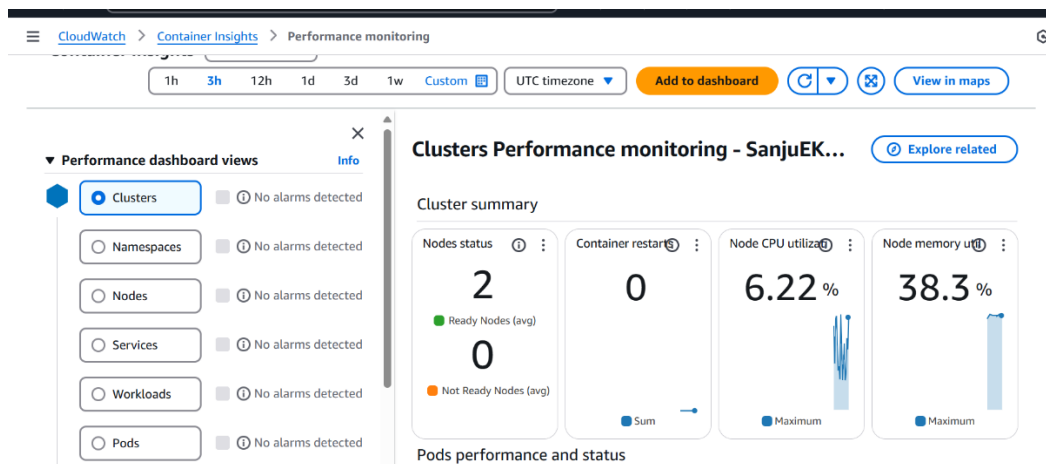 CloudWatch > Container Insights > Performance monitoring
1h 3h 12h 1d 3d 1w Custom UTC timezone Add to dashboard View in maps
Performance dashboard views Info
Clusters No alarms detected
Namespaces No alarms detected
Nodes No alarms detected
Services No alarms detected
Workloads No alarms detected
Pods No alarms detected
Clusters Performance monitoring - SanjuEK... Explore related
Cluster summary
Nodes status
2
Ready Nodes (avg)
0
Not Ready Nodes (avg)
Container restarts
0
Sum
Node CPU utilizati
6.22 %
Maximum
Node memory util
38.3 %
Maximum
Pods performance and status